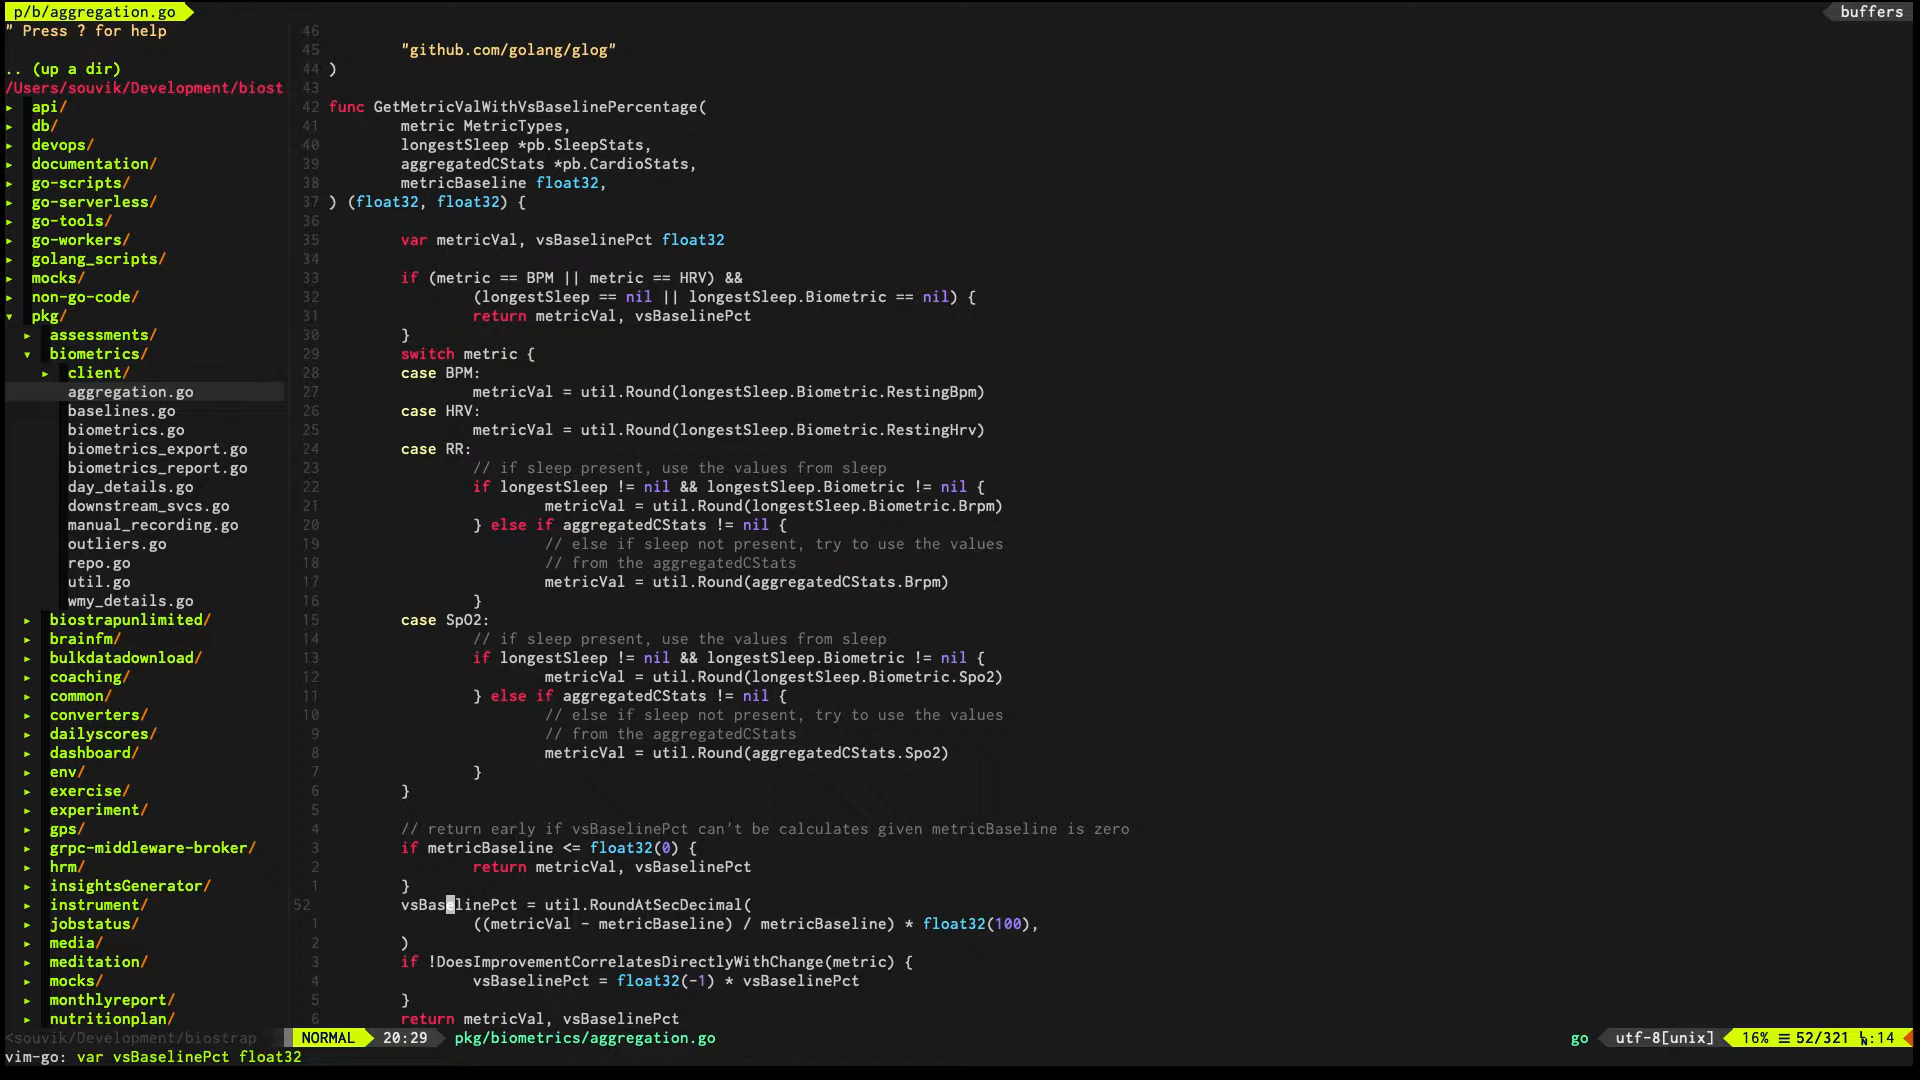 p/b/aggregation.go
buffers
" Press ? for help
.. (up a dir)
/Users/souvik/Development/biost
▸ api/
▸ db/
▸ devops/
▸ documentation/
▸ go-scripts/
▸ go-serverless/
▸ go-tools/
▸ go-workers/
▸ golang_scripts/
▸ mocks/
▸ non-go-code/
▾ pkg/
▸ assessments/
▾ biometrics/
▸ client/
aggregation.go
baselines.go
biometrics.go
biometrics_export.go
biometrics_report.go
day_details.go
downstream_svcs.go
manual_recording.go
outliers.go
repo.go
util.go
wmy_details.go
▸ biostrapunlimited/
▸ brainfm/
▸ bulkdatadownload/
▸ coaching/
▸ common/
▸ converters/
▸ dailyscores/
▸ dashboard/
▸ env/
▸ exercise/
▸ experiment/
▸ gps/
▸ grpc-middleware-broker/
▸ hrm/
▸ insightsGenerator/
▸ instrument/
▸ jobstatus/
▸ media/
▸ meditation/
▸ mocks/
▸ monthlyreport/
▸ nutritionplan/
46
45 "github.com/golang/glog"
44 )
43
42 func GetMetricValWithVsBaselinePercentage(
41 metric MetricTypes,
40 longestSleep *pb.SleepStats,
39 aggregatedCStats *pb.CardioStats,
38 metricBaseline float32,
37 ) (float32, float32) {
36
35 var metricVal, vsBaselinePct float32
34
33 if (metric == BPM || metric == HRV) &&
32 (longestSleep == nil || longestSleep.Biometric == nil) {
31 return metricVal, vsBaselinePct
30 }
29 switch metric {
28 case BPM:
27 metricVal = util.Round(longestSleep.Biometric.RestingBpm)
26 case HRV:
25 metricVal = util.Round(longestSleep.Biometric.RestingHrv)
24 case RR:
23 // if sleep present, use the values from sleep
22 if longestSleep != nil && longestSleep.Biometric != nil {
21 metricVal = util.Round(longestSleep.Biometric.Brpm)
20 } else if aggregatedCStats != nil {
19 // else if sleep not present, try to use the values
18 // from the aggregatedCStats
17 metricVal = util.Round(aggregatedCStats.Brpm)
16 }
15 case SpO2:
14 // if sleep present, use the values from sleep
13 if longestSleep != nil && longestSleep.Biometric != nil {
12 metricVal = util.Round(longestSleep.Biometric.Spo2)
11 } else if aggregatedCStats != nil {
10 // else if sleep not present, try to use the values
9 // from the aggregatedCStats
8 metricVal = util.Round(aggregatedCStats.Spo2)
7 }
6 }
5
4 // return early if vsBaselinePct can't be calculates given metricBaseline is zero
3 if metricBaseline <= float32(0) {
2 return metricVal, vsBaselinePct
1 }
52 vsBaselinePct = util.RoundAtSecDecimal(
1 ((metricVal - metricBaseline) / metricBaseline) * float32(100),
2 )
3 if !DoesImprovementCorrelatesDirectlyWithChange(metric) {
4 vsBaselinePct = float32(-1) * vsBaselinePct
5 }
6 return metricVal, vsBaselinePct
<souvik/Development/biostrap NORMAL 20:29 pkg/biometrics/aggregation.go go utf-8[unix] 16% ☰ 52/321 ㏑:14
vim-go: var vsBaselinePct float32